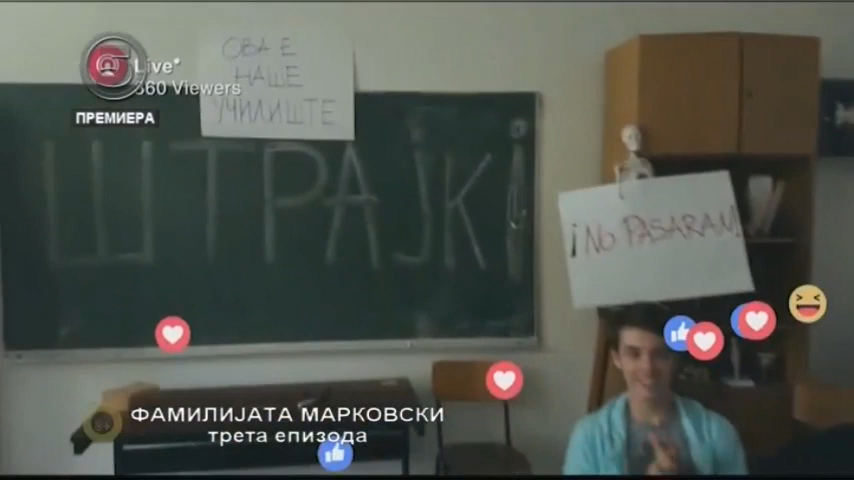 Live
360 Viewers
ПРЕМИЕРА
ОВА Е
НАШЕ
УЧИЛИШТЕ
ШТРАЈК!
¡NO PASARAN!
ФАМИЛИЈАТА МАРКОВСКИ
трета епизода